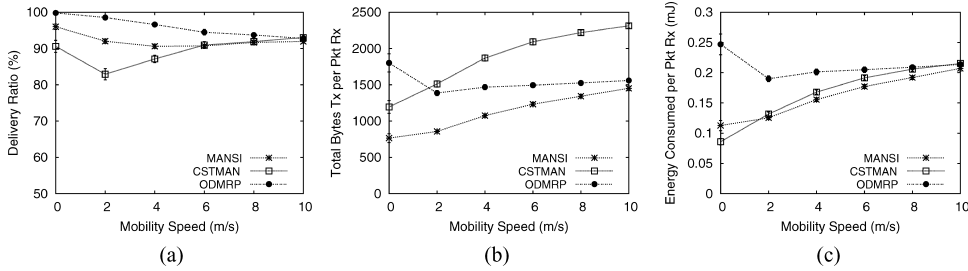 Delivery Ratio (%)
100
90
80
70
60
50
MANSI
CSTMAN
ODMRP
0 2 4 6 8 10
Mobility Speed (m/s)
(a)
Total Bytes Tx per Pkt Rx
2500
2000
1500
1000
500
0
MANSI
CSTMAN
ODMRP
0 2 4 6 8 10
Mobility Speed (m/s)
(b)
Energy Consumed per Pkt Rx (mJ)
0.3
0.25
0.2
0.15
0.1
0.05
0
MANSI
CSTMAN
ODMRP
0 2 4 6 8 10
Mobility Speed (m/s)
(c)